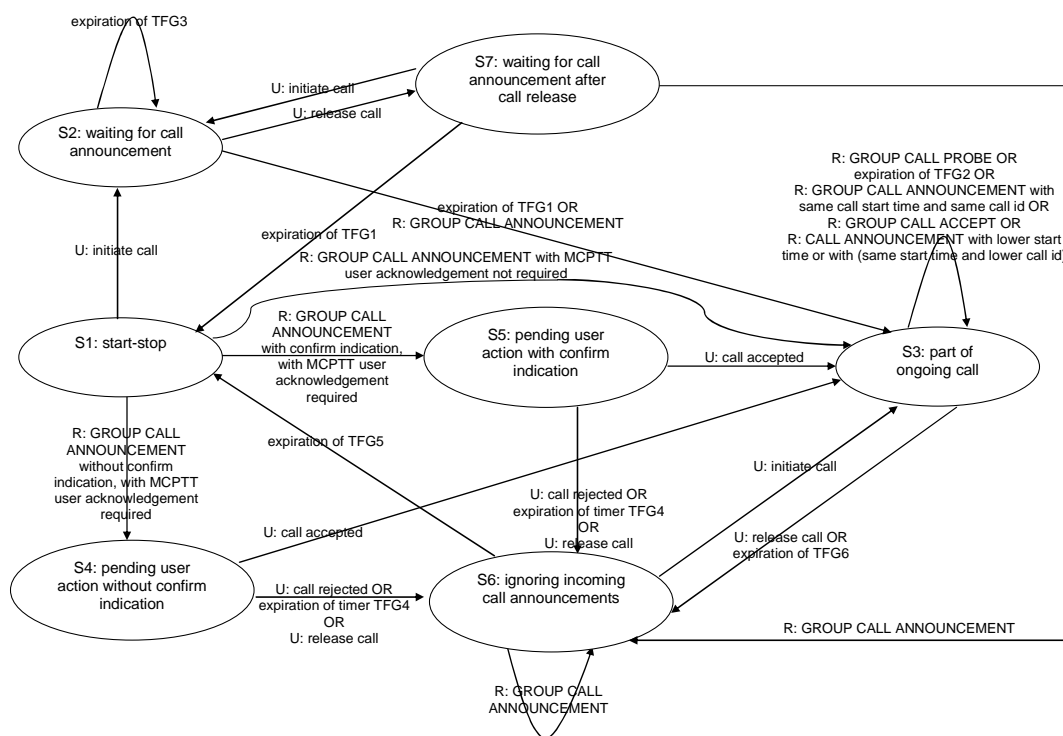 expiration of TFG3
S7: waiting for call
announcement after
call release
U: initiate call
U: release call
S2: waiting for call
announcement
R: GROUP CALL PROBE OR
expiration of TFG2 OR
R: GROUP CALL ANNOUNCEMENT with
same call start time and same call id OR
R: GROUP CALL ACCEPT OR
R: CALL ANNOUNCEMENT with lower start
time or with (same start time and lower call id)
expiration of TFG1 OR
R: GROUP CALL ANNOUNCEMENT
expiration of TFG1
U: initiate call
R: GROUP CALL ANNOUNCEMENT with MCPTT
user acknowledgement not required
S1: start-stop
R: GROUP CALL
ANNOUNCEMENT
with confirm indication,
with MCPTT user
acknowledgement
required
S5: pending user
action with confirm
indication
U: call accepted
S3: part of
ongoing call
R: GROUP CALL
ANNOUNCEMENT
without confirm
indication, with MCPTT
user acknowledgement
required
expiration of TFG5
U: initiate call
U: call rejected OR
expiration of timer TFG4
OR
U: release call
U: call accepted
U: release call OR
expiration of TFG6
S4: pending user
action without confirm
indication
U: call rejected OR
expiration of timer TFG4
OR
U: release call
S6: ignoring incoming
call announcements
R: GROUP CALL ANNOUNCEMENT
R: GROUP CALL
ANNOUNCEMENT